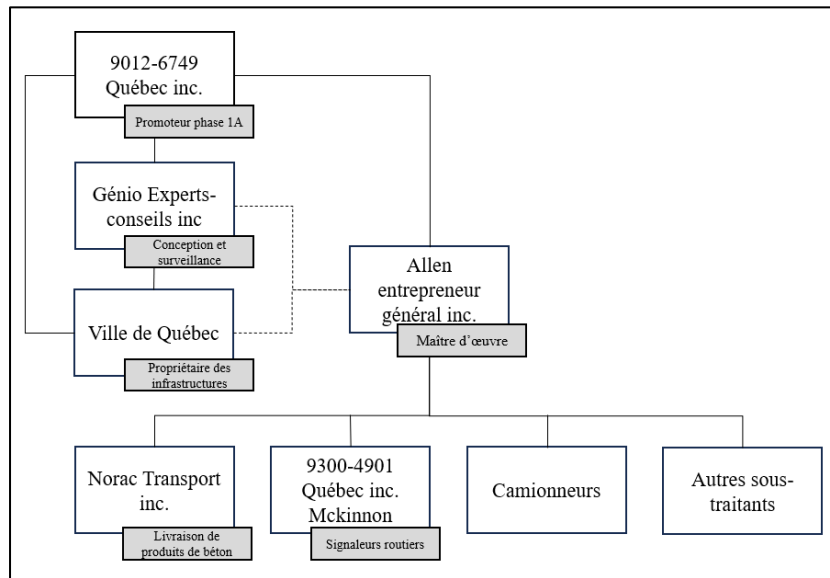 9012-6749
Québec inc.
Promoteur phase 1A
Génio Experts-
conseils inc
Conception et
surveillance
Ville de Québec
Propriétaire des
infrastructures
Allen
entrepreneur
général inc.
Maître d'œuvre
Norac Transport
inc.
Livraison de
produits de béton
9300-4901
Québec inc.
Mckinnon
Signaleurs routiers
Camionneurs
Autres sous-
traitants